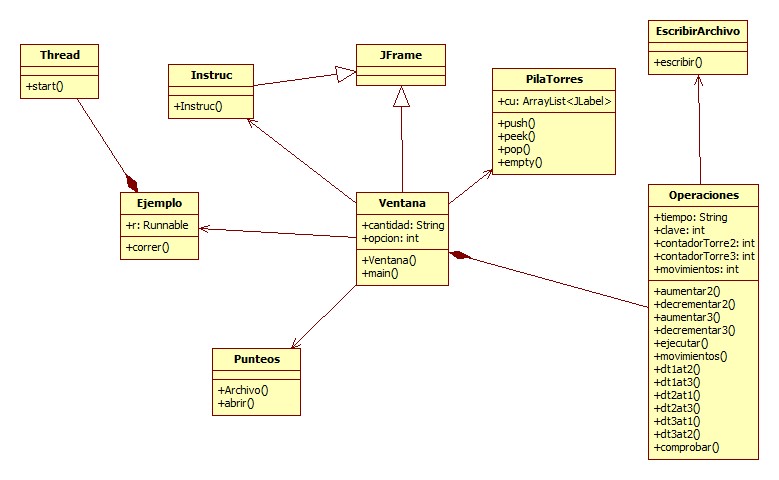 Thread
+start()
Instruc
+Instruc()
JFrame
PilaTorres
+cu: ArrayList<JLabel>
+push()
+peek()
+pop()
+empty()
EscribirArchivo
+escribir()
Ejemplo
+r: Runnable
+correr()
Ventana
+cantidad: String
+opcion: int
+Ventana()
+main()
Operaciones
+tiempo: String
+clave: int
+contadorTorre2: int
+contadorTorre3: int
+movimientos: int
+aumentar2()
+decrementar2()
+aumentar3()
+decrementar3()
+ejecutar()
+movimientos()
+dt1at2()
+dt1at3()
+dt2at1()
+dt2at3()
+dt3at1()
+dt3at2()
+comprobar()
Punteos
+Archivo()
+abrir()